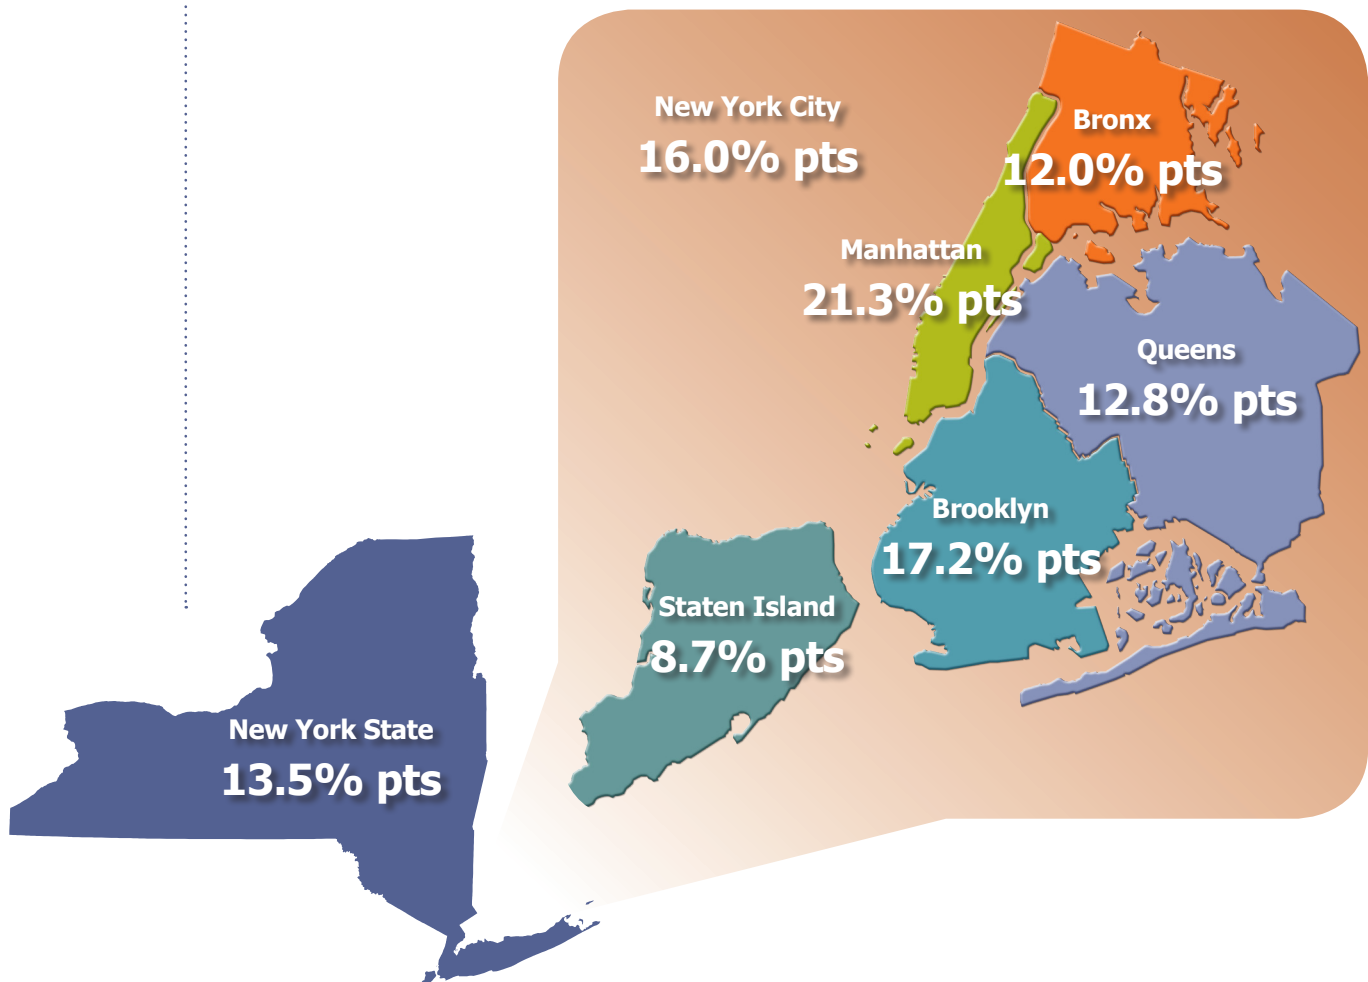 New York City
16.0% pts
Bronx
12.0% pts
Manhattan
21.3% pts
Queens
12.8% pts
Brooklyn
17.2% pts
Staten Island
8.7% pts
New York State
13.5% pts